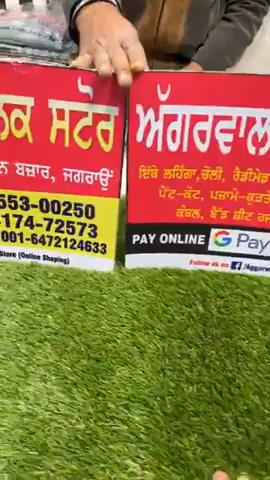 ਕ ਸਟੋਰ
ਨ ਬਜ਼ਾਰ, ਜਗਰਾਉਂ
553-00250
174-72573
001-6472124633
Store (Online Shoping)
ਅੱਗਰਵਾਲ
ਇੱਥੇ ਲਹਿੰਗਾ,ਚੋਲੀ, ਰੈਡੀਮੇਡ
ਪੈਂਟ-ਕੋਟ, ਪਜਾਮੇ-ਕੁੜਤੇ
ਕੰਬਲ, ਬੈੱਡ ਸ਼ੀਟ
PAY ONLINE G Pay
Follow us on f /Aggarw